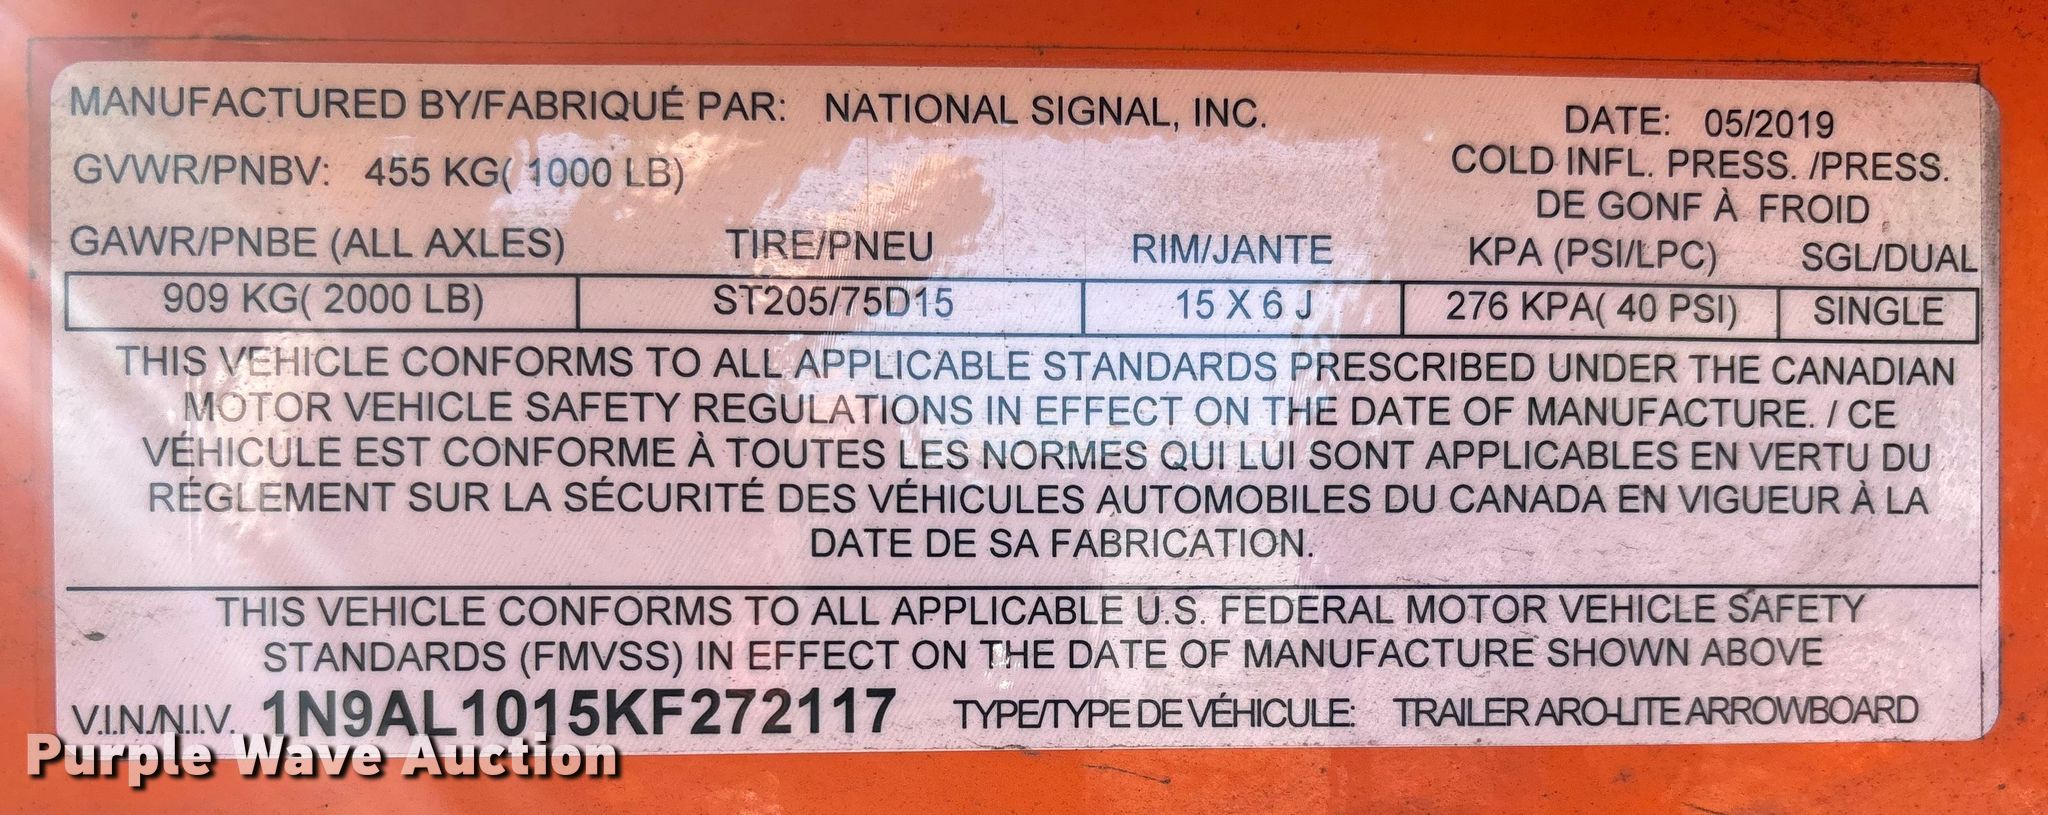 MANUFACTURED BY/FABRIQUÉ PAR: NATIONAL SIGNAL, INC.
DATE: 05/2019
GVWR/PNBV: 455 KG( 1000 LB)
COLD INFL. PRESS. /PRESS.
DE GONF À FROID
GAWR/PNBE (ALL AXLES) TIRE/PNEU RIM/JANTE KPA (PSI/LPC) SGL/DUAL
909 KG( 2000 LB) ST205/75D15 15 X 6 J 276 KPA( 40 PSI) SINGLE
THIS VEHICLE CONFORMS TO ALL APPLICABLE STANDARDS PRESCRIBED UNDER THE CANADIAN
MOTOR VEHICLE SAFETY REGULATIONS IN EFFECT ON THE DATE OF MANUFACTURE. / CE
VÉHICULE EST CONFORME À TOUTES LES NORMES QUI LUI SONT APPLICABLES EN VERTU DU
RÉGLEMENT SUR LA SÉCURITÉ DES VÉHICULES AUTOMOBILES DU CANADA EN VIGUEUR À LA
DATE DE SA FABRICATION.
THIS VEHICLE CONFORMS TO ALL APPLICABLE U.S. FEDERAL MOTOR VEHICLE SAFETY
STANDARDS (FMVSS) IN EFFECT ON THE DATE OF MANUFACTURE SHOWN ABOVE
V.I.N./N.I.V. 1N9AL1015KF272117 TYPE/TYPE DE VÉHICULE: TRAILER ARO-LITE ARROWBOARD
Purple Wave Auction